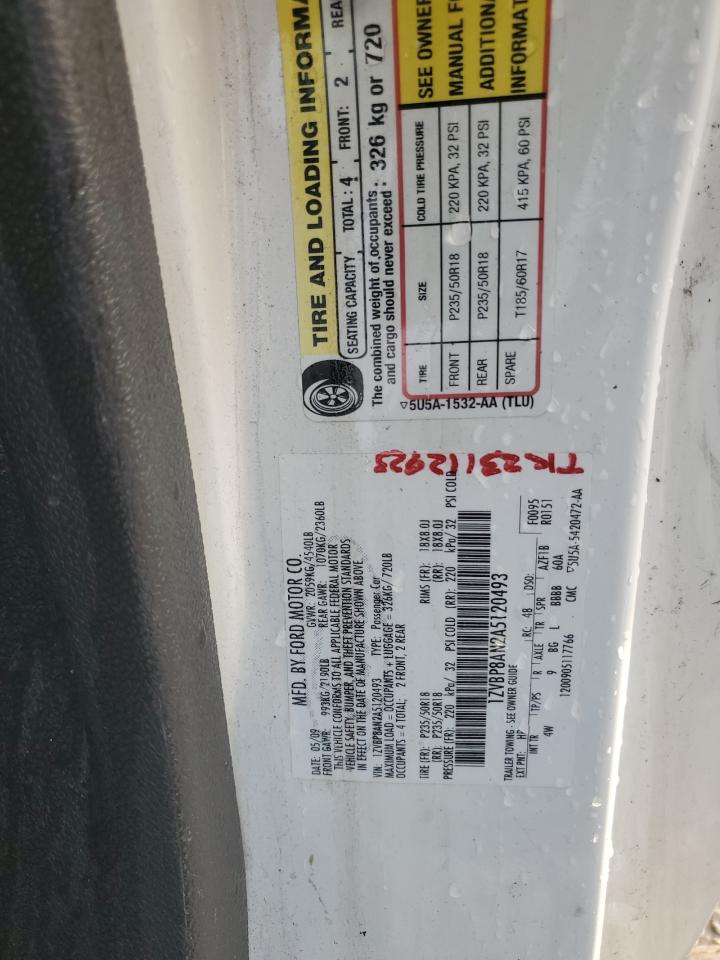 TIRE AND LOADING INFORMA
SEATING CAPACITY TOTAL: 4 FRONT: 2 REA
The combined weight of occupants and cargo should never exceed: 326 kg or 720
TIRE SIZE COLD TIRE PRESSURE
FRONT P235/50R18 220 KPA, 32 PSI
REAR P235/50R18 220 KPA, 32 PSI
SPARE T185/60R17 415 KPA, 60 PSI
SEE OWNER
MANUAL FO
ADDITIONA
INFORMAT
5U5A-1532-AA (TLU)
MFD. BY FORD MOTOR CO.
DATE: 05/09 GVWR: 2059KG/4540LB
FRONT GAWR: 993KG/2190LB REAR GAWR: 1070KG/2360LB
THIS VEHICLE CONFORMS TO ALL APPLICABLE FEDERAL MOTOR
VEHICLE SAFETY, BUMPER, AND THEFT PREVENTION STANDARDS
IN EFFECT ON THE DATE OF MANUFACTURE SHOWN ABOVE.
VIN: 1ZVBP8AN2A5120493 TYPE: Passenger Car
MAXIMUM LOAD = OCCUPANTS + LUGGAGE = 326KG/720LB
OCCUPANTS = 4 TOTAL: 2 FRONT, 2 REAR
TIRE (FR): P235/50R18 RIMS (FR): 18X8.0J
(RR): P235/50R18 (RR): 18X8.0J
PRESSURE (FR): 220 kPa/ 32 PSI COLD (RR): 220 kPa/ 32 PSI COLD
1ZVBP8AN2A5120493
TRAILER TOWING - SEE OWNER GUIDE
EXT PNT: HP RC: 48 DSO: F0095
R0151
INT TR TP/PS R AXLE TR SPR AZF1B
4W 9 BG L BBBB 60A
1200905117766 CMC 5U5A-5420472-AA
TK23112923